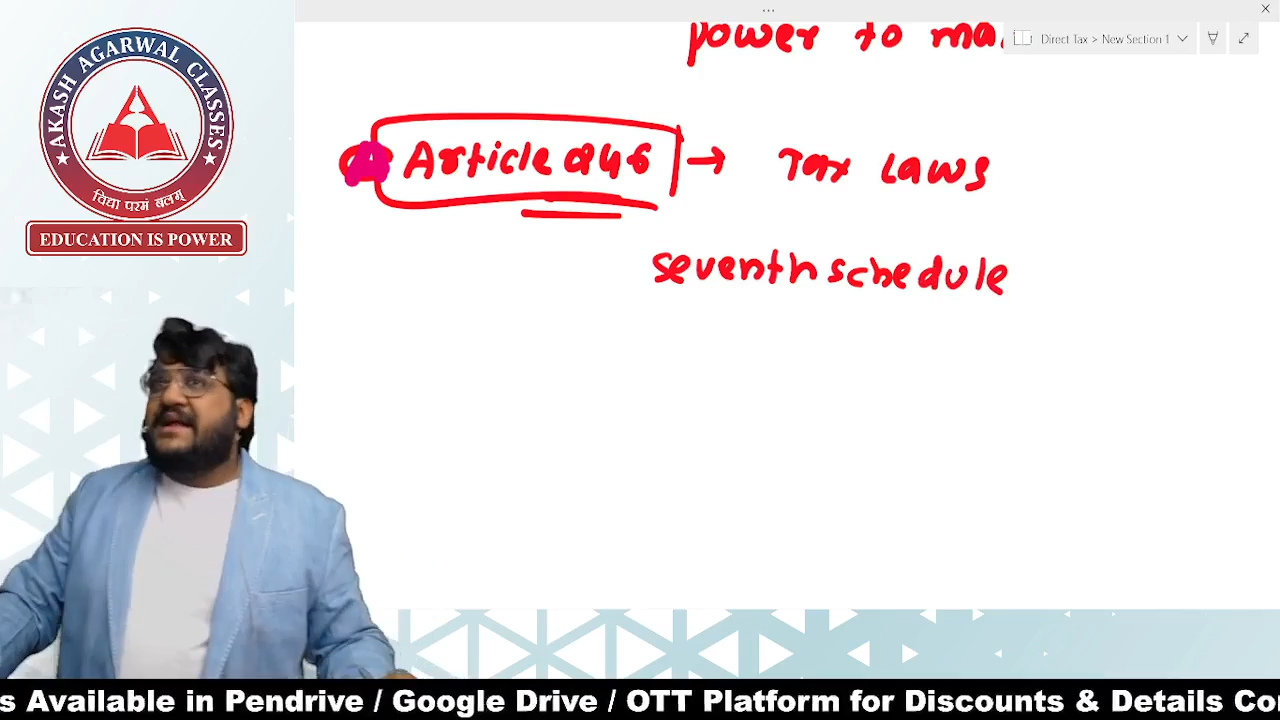 AKASH AGARWAL CLASSES
विद्या परमं बलम्
EDUCATION IS POWER
power to ma
Direct Tax > New Section 1
Article 246 → Tax Laws
seventh schedule
s Available in Pendrive / Google Drive / OTT Platform for Discounts & Details Co